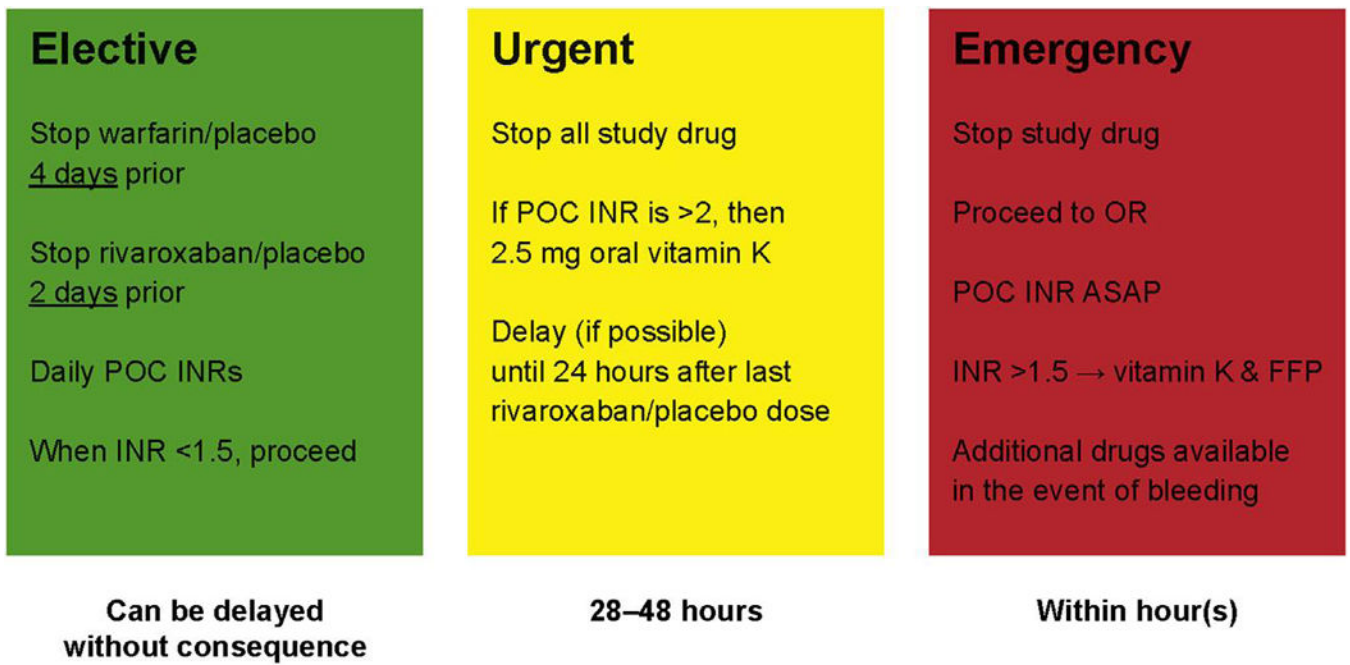 Elective
Stop warfarin/placebo
4 days prior
Stop rivaroxaban/placebo
2 days prior
Daily POC INRs
When INR <1.5, proceed
Can be delayed
without consequence
Urgent
Stop all study drug
If POC INR is >2, then
2.5 mg oral vitamin K
Delay (if possible)
until 24 hours after last
rivaroxaban/placebo dose
28–48 hours
Emergency
Stop study drug
Proceed to OR
POC INR ASAP
INR >1.5 → vitamin K & FFP
Additional drugs available
in the event of bleeding
Within hour(s)